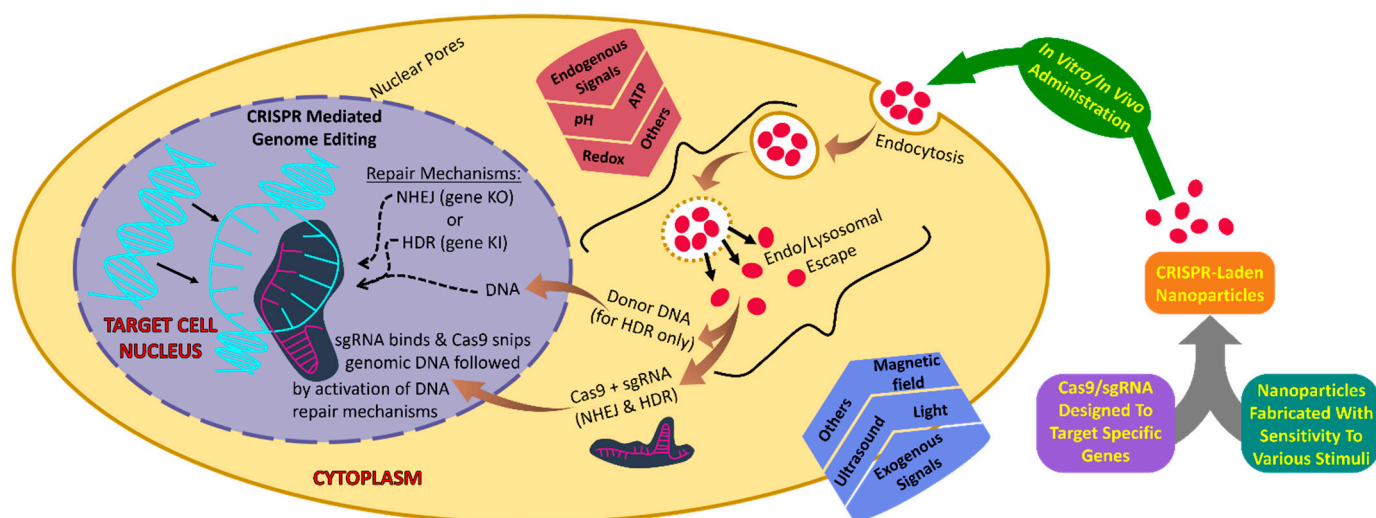 Nuclear Pores
CRISPR Mediated
Genome Editing
Repair Mechanisms:
NHEJ (gene KO)
or
HDR (gene KI)
DNA
TARGET CELL
NUCLEUS
sgRNA binds & Cas9 snips
genomic DNA followed
by activation of DNA
repair mechanisms
CYTOPLASM
Endogenous
Signals
pH
ATP
Redox
Others
Endocytosis
Endo/Lysosomal
Escape
Donor DNA
(for HDR only)
Cas9 + sgRNA
(NHEJ & HDR)
Magnetic
field
Others
Light
Ultrasound
Exogenous
Signals
In Vitro/In Vivo
Administration
CRISPR-Laden
Nanoparticles
Cas9/sgRNA
Designed To
Target Specific
Genes
Nanoparticles
Fabricated With
Sensitivity To
Various Stimuli